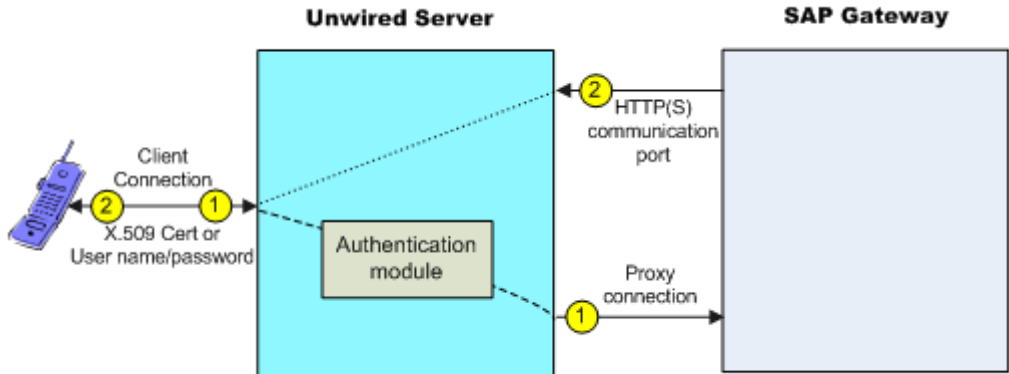 Unwired Server
SAP Gateway
2
HTTP(S)
communication
port
Client
Connection
2
1
X.509 Cert or
User name/password
Authentication
module
Proxy
connection
1